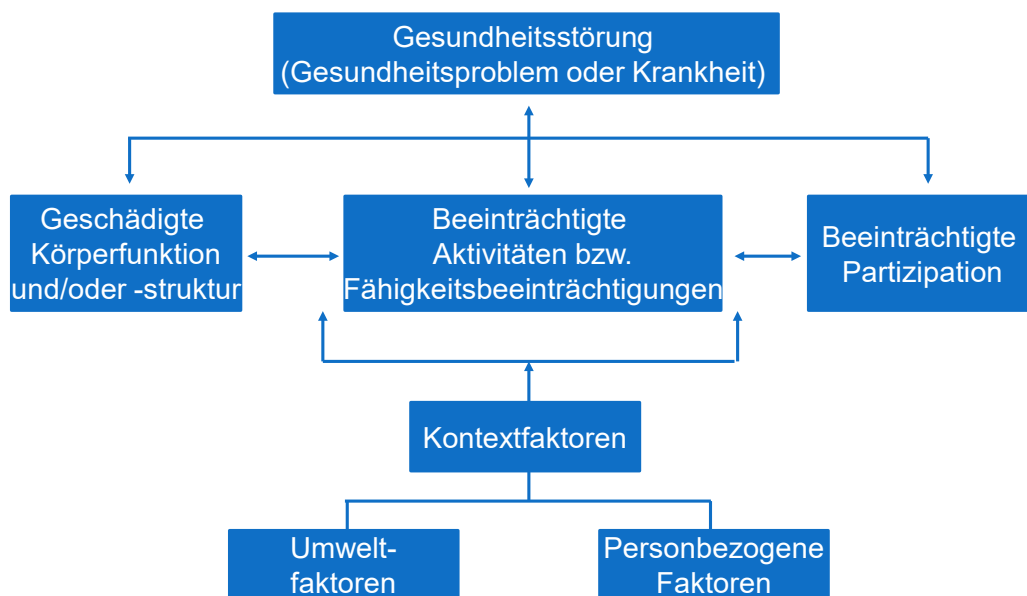 Gesundheitsstörung
(Gesundheitsproblem oder Krankheit)
Geschädigte
Körperfunktion
und/oder -struktur
Beeinträchtigte
Aktivitäten bzw.
Fähigkeitsbeeinträchtigungen
Beeinträchtigte
Partizipation
Kontextfaktoren
Umwelt-
faktoren
Personbezogene
Faktoren